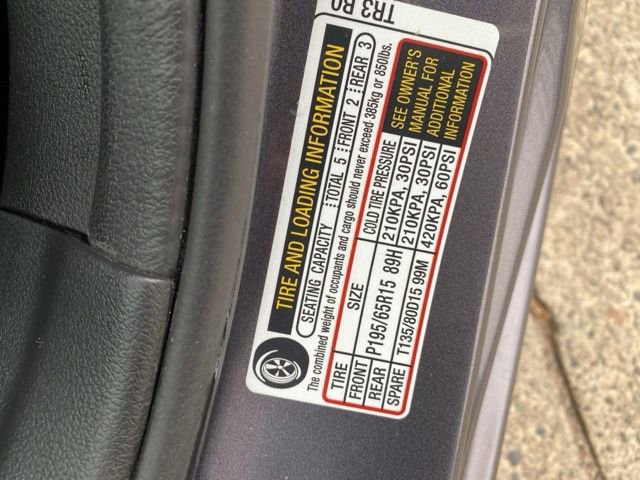 TR3 B0
TIRE AND LOADING INFORMATION
SEATING CAPACITY TOTAL 5 FRONT 2 REAR 3
The combined weight of occupants and cargo should never exceed 385kg or 850lbs.
TIRE SIZE COLD TIRE PRESSURE
FRONT P195/65R15 89H 210KPA, 30PSI
REAR 210KPA, 30PSI
SPARE T135/80D15 99M 420KPA, 60PSI
SEE OWNER'S
MANUAL FOR
ADDITIONAL
INFORMATION